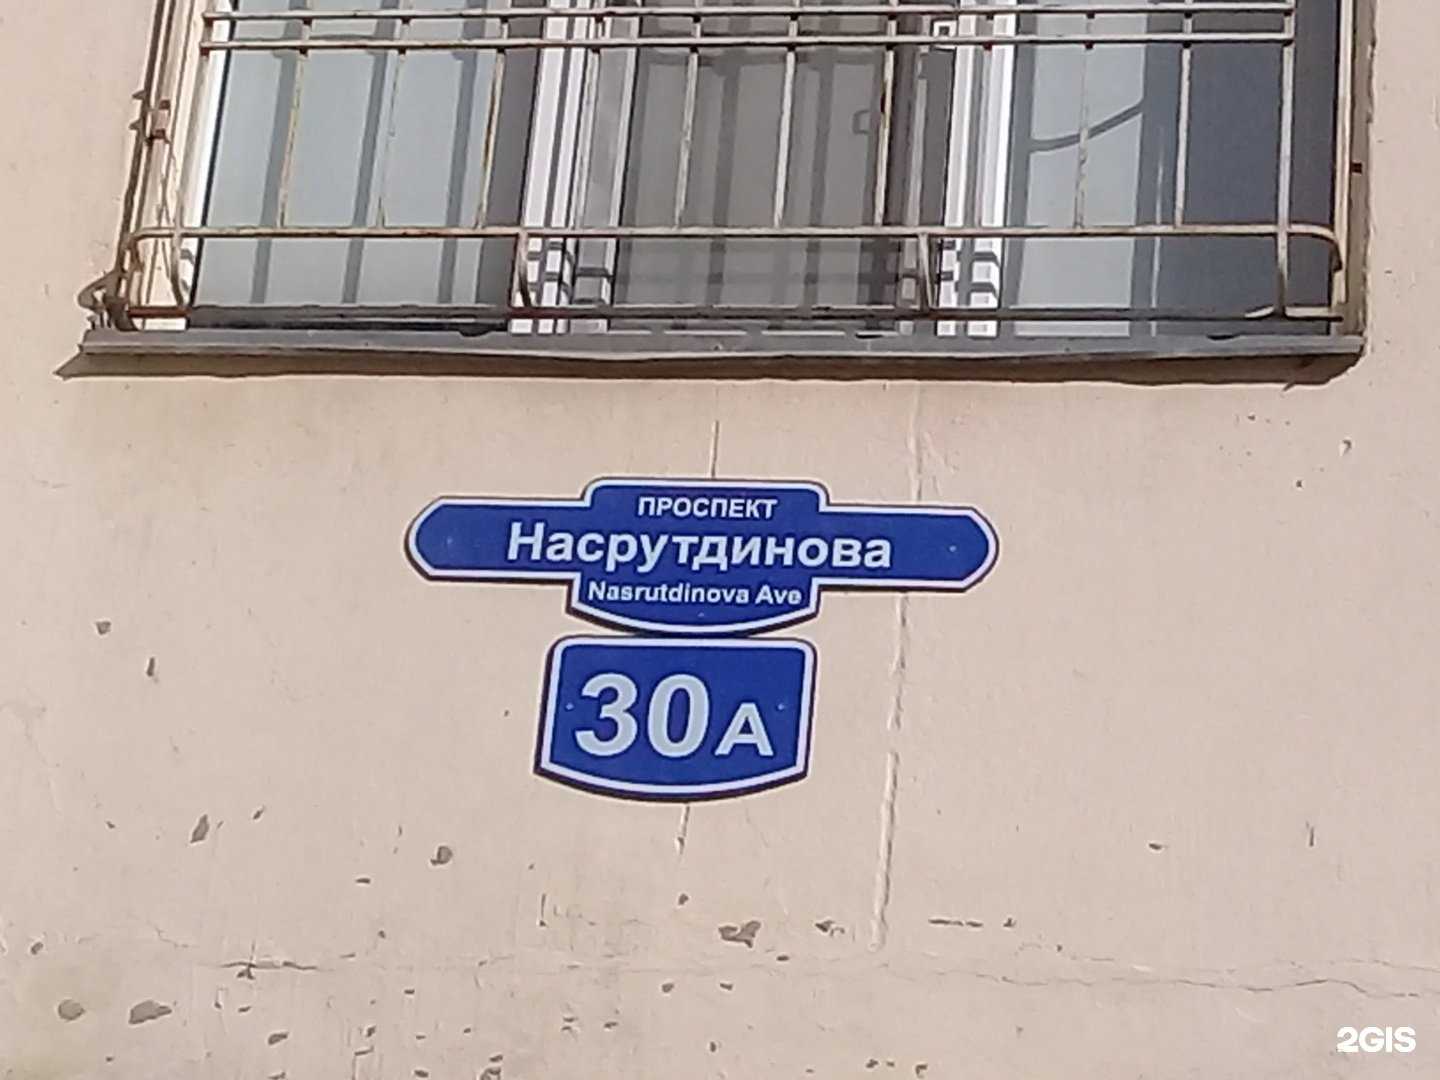 ПРОСПЕКТ
Насрутдинова
Nasrutdinova Ave
30А
2GIS